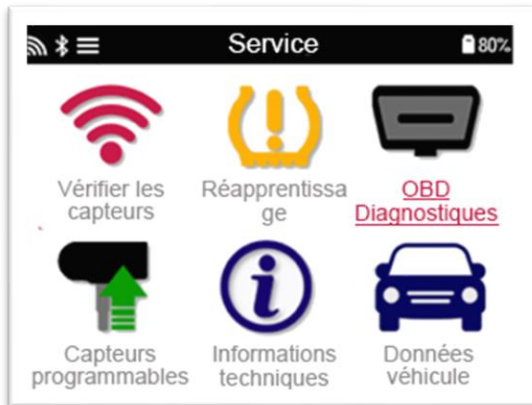 Service
80%
Vérifier les
capteurs
Réapprentissa
ge
OBD
Diagnostiques
Capteurs
programmables
Informations
techniques
Données
véhicule